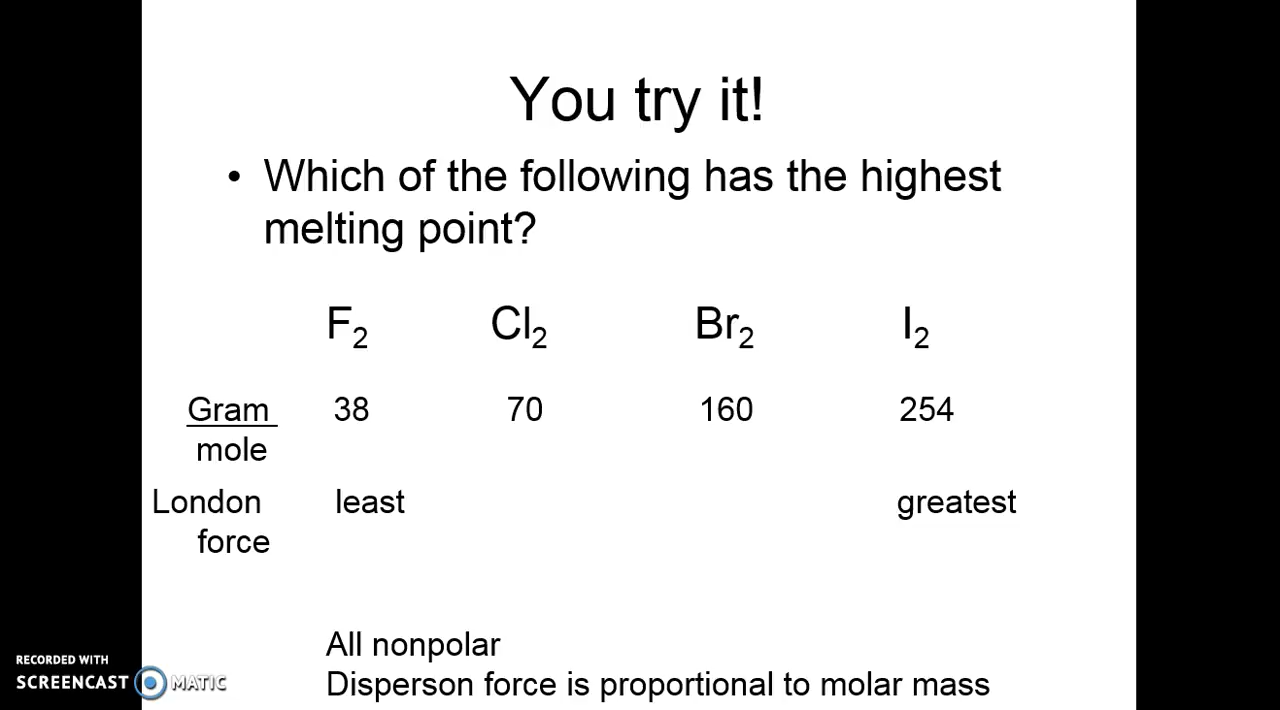 You try it!
• Which of the following has the highest
melting point?
F₂ Cl₂ Br₂ I₂
Gram 38 70 160 254
mole
London least greatest
force
All nonpolar
Disperson force is proportional to molar mass
RECORDED WITH
SCREENCAST MATIC